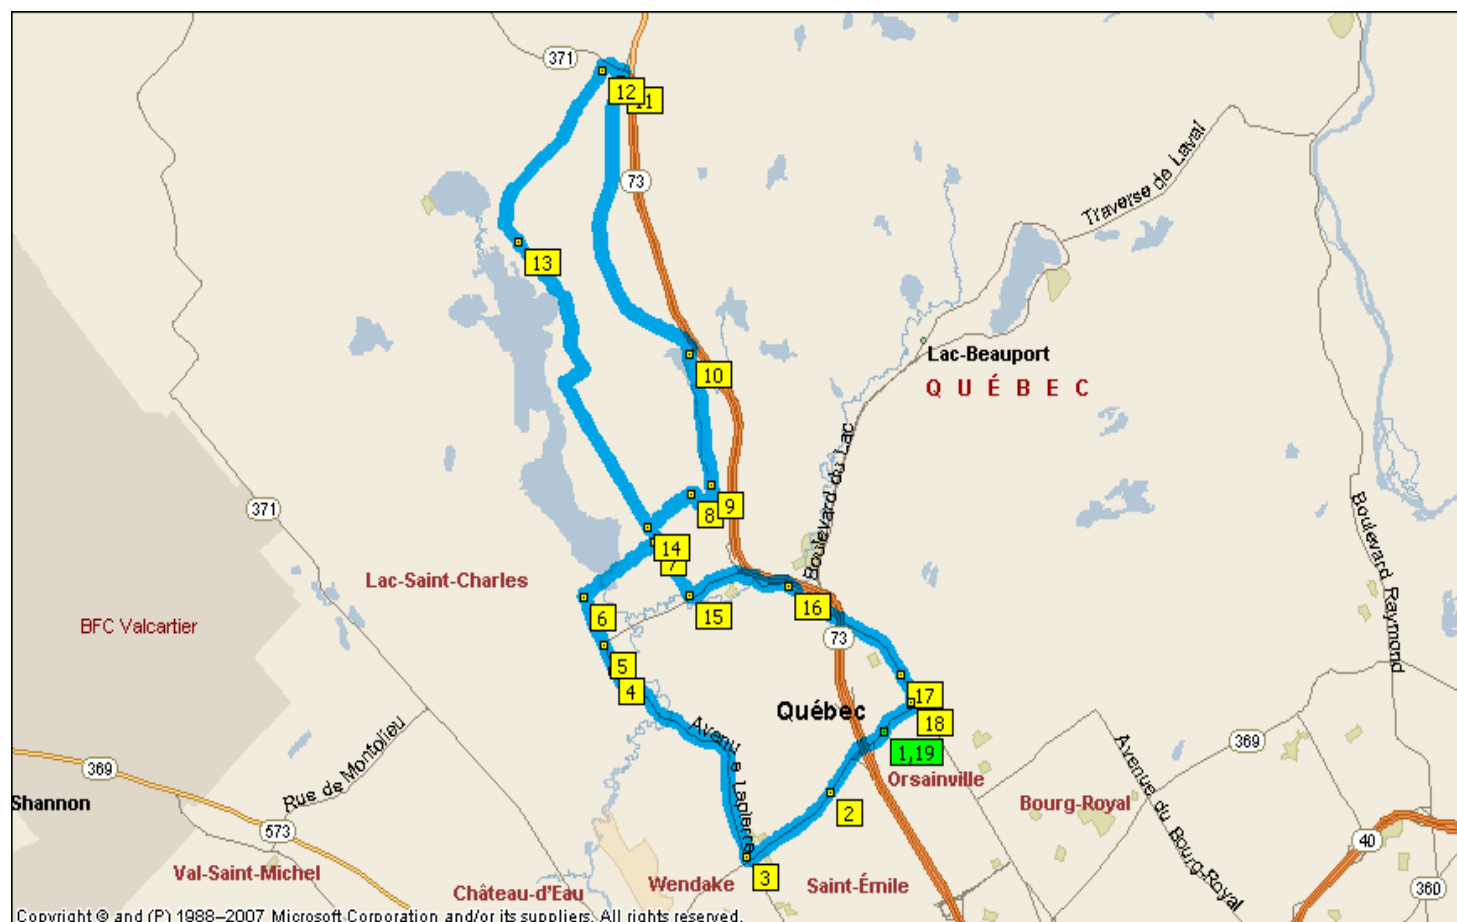 371
12
11
73
Traverse de Laval
13
Lac-Beauport
QUÉBEC
10
Boulevard du Lac
371
9
8
14
7
Boulevard Raymond
Lac-Saint-Charles
6
15
16
BFC Valcartier
73
5
4
17
Québec
18
1,19
Avenue Lapierre
369
Orsainville
369
Rue de Montolieu
Shannon
2
Bourg-Royal
Avenue du Bourg-Royal
573
40
Val-Saint-Michel
3
Wendake
Saint-Émile
Château-d'Eau
360
Copyright © and (P) 1988–2007 Microsoft Corporation and/or its suppliers. All rights reserved.